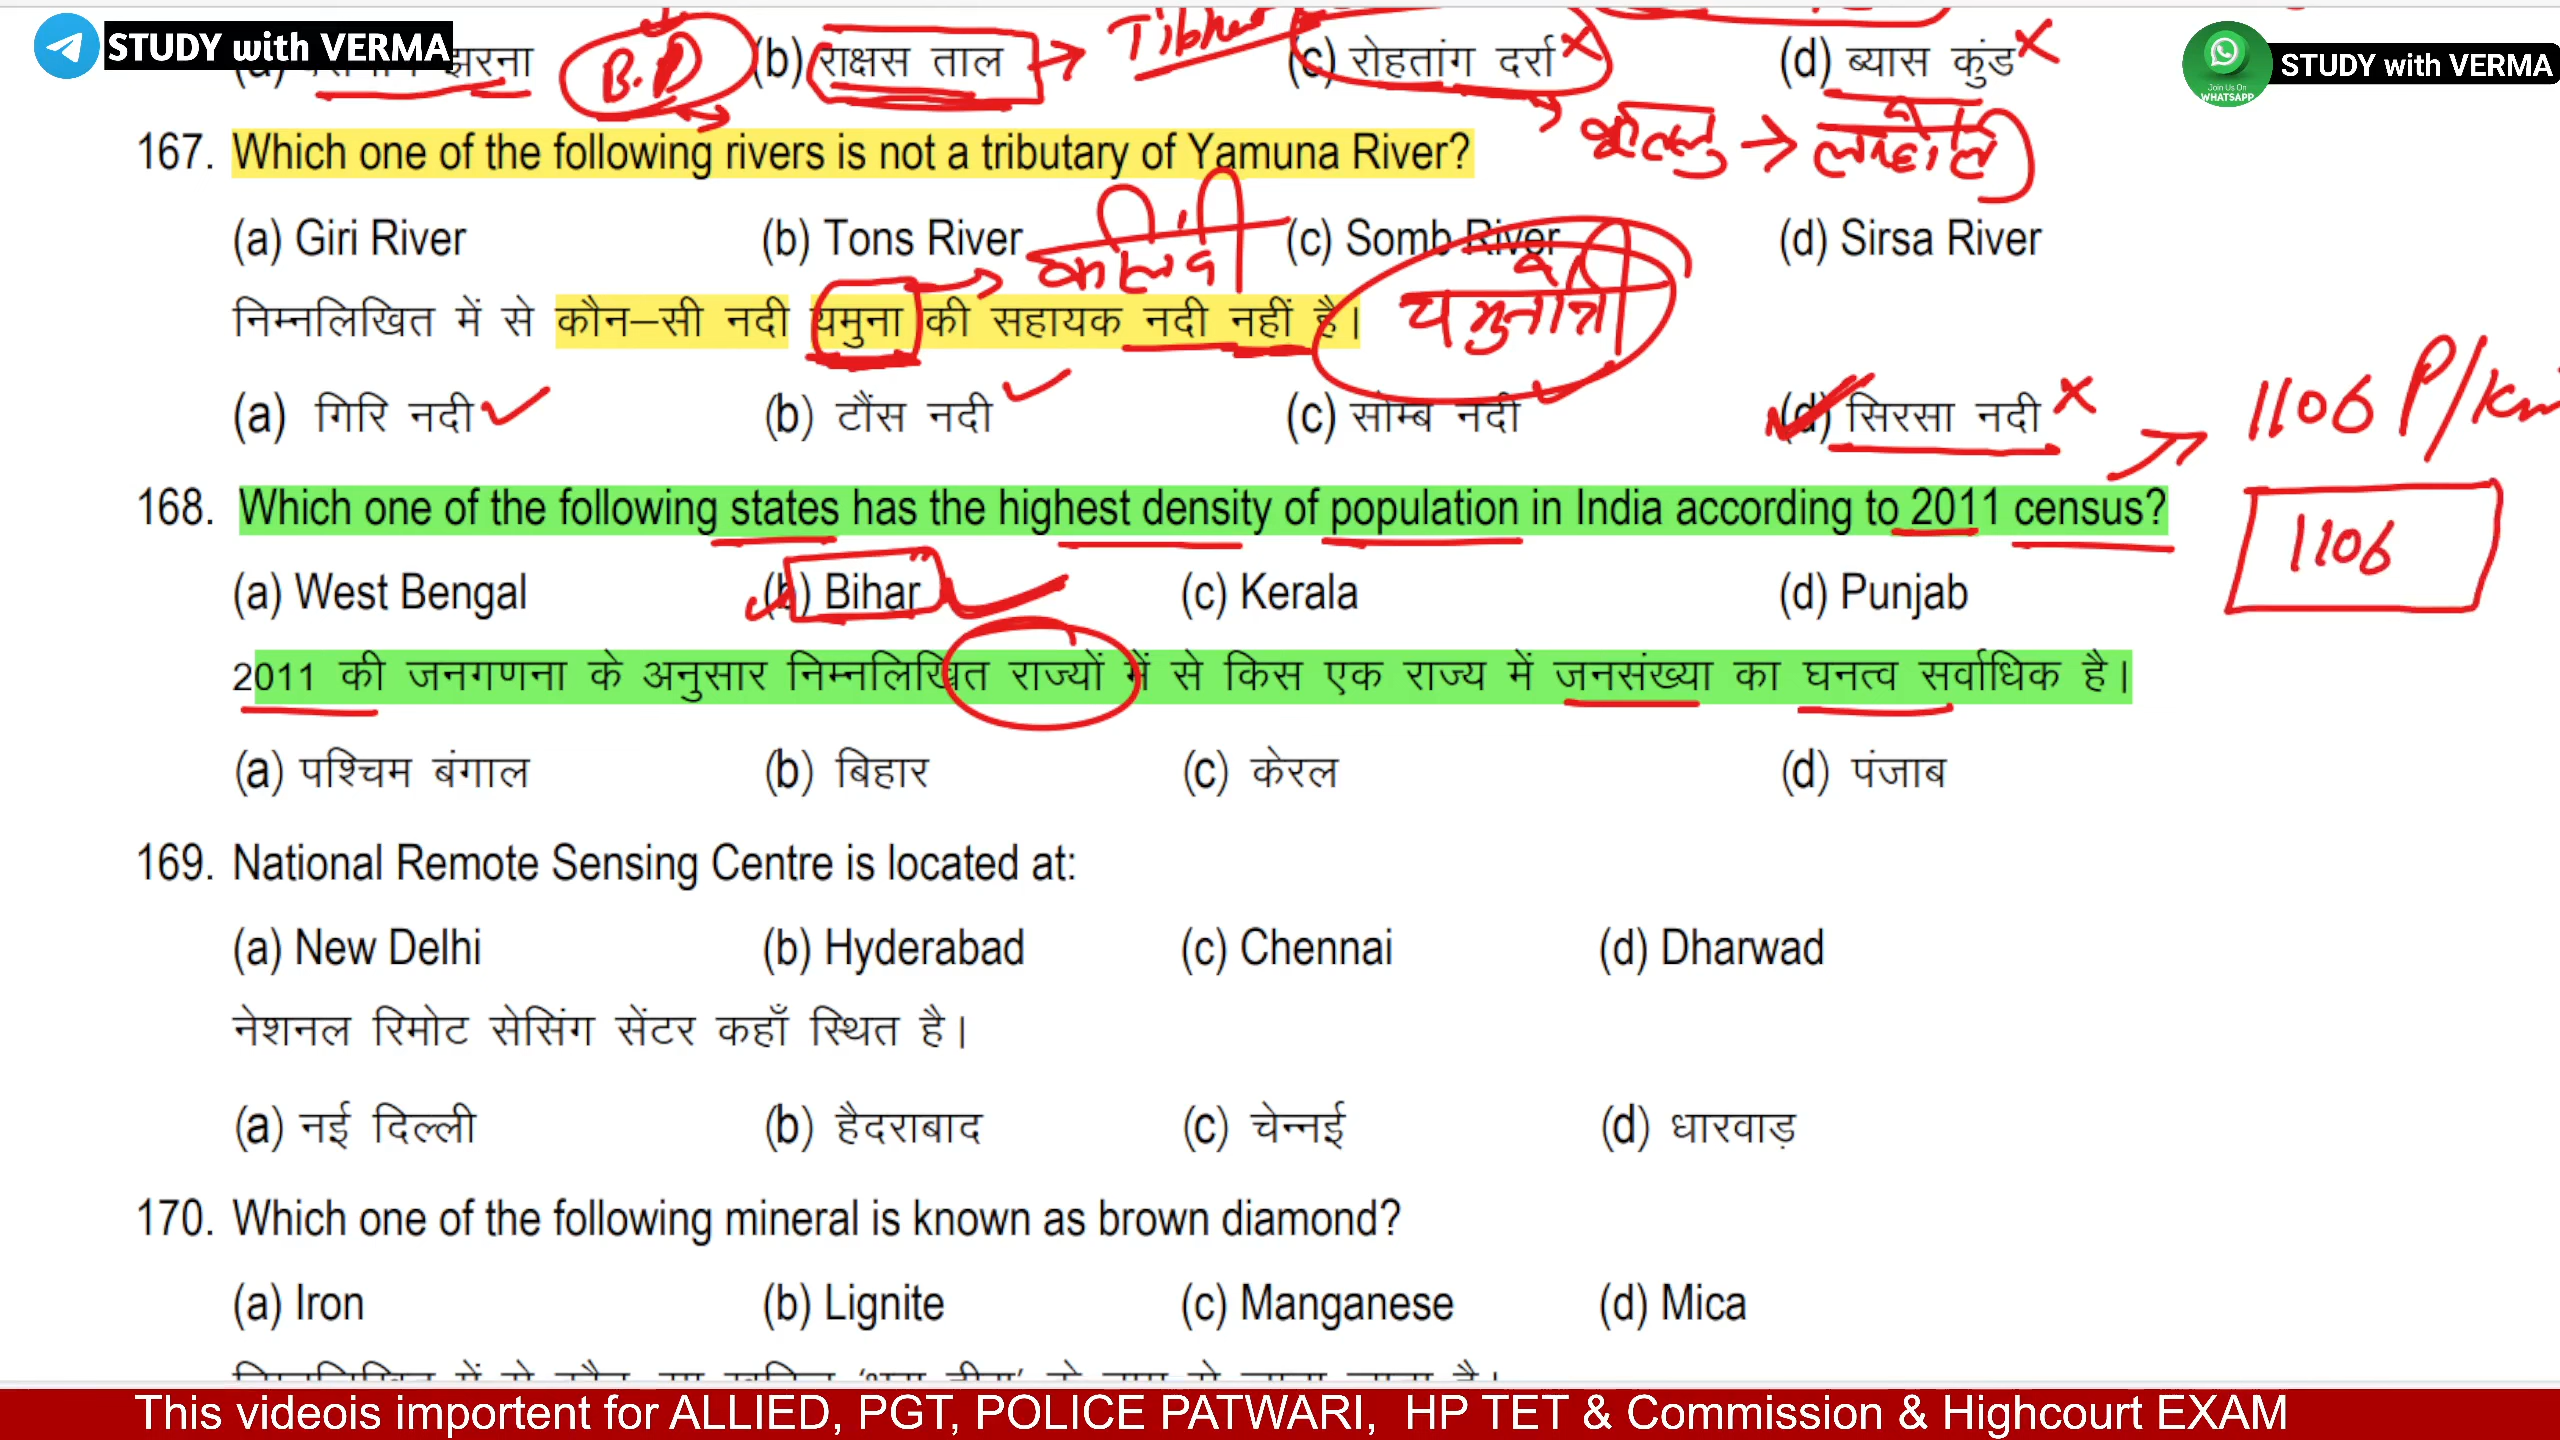 STUDY with VERMA
झरना B.P (b) राक्षस ताल → Tibhet (c) रोहतांग दर्रा (d) ब्यास कुंड
Join Us On WHATSAPP
STUDY with VERMA
167. Which one of the following rivers is not a tributary of Yamuna River?
(a) Giri River (b) Tons River (c) Somb River (d) Sirsa River
निम्नलिखित में से कौन–सी नदी यमुना की सहायक नदी नहीं है।
(a) गिरि नदी (b) टौंस नदी (c) सोम्ब नदी (d) सिरसा नदी
1106 P/Km
168. Which one of the following states has the highest density of population in India according to 2011 census?
1106
(a) West Bengal (b) Bihar (c) Kerala (d) Punjab
2011 की जनगणना के अनुसार निम्नलिखित राज्यों में से किस एक राज्य में जनसंख्या का घनत्व सर्वाधिक है।
(a) पश्चिम बंगाल (b) बिहार (c) केरल (d) पंजाब
169. National Remote Sensing Centre is located at:
(a) New Delhi (b) Hyderabad (c) Chennai (d) Dharwad
नेशनल रिमोट सेसिंग सेंटर कहाँ स्थित है।
(a) नई दिल्ली (b) हैदराबाद (c) चेन्नई (d) धारवाड़
170. Which one of the following mineral is known as brown diamond?
(a) Iron (b) Lignite (c) Manganese (d) Mica
This videois importent for ALLIED, PGT, POLICE PATWARI, HP TET & Commission & Highcourt EXAM